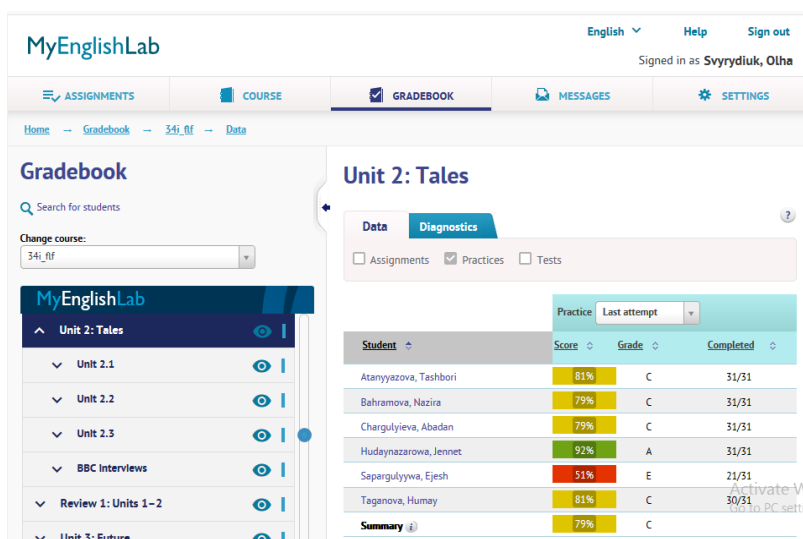 English Help Sign out
MyEnglishLab
Signed in as Svyrydiuk, Olha
ASSIGNMENTS COURSE GRADEBOOK MESSAGES SETTINGS
Home → Gradebook → 34i_flf → Data
Gradebook
Search for students
Change course:
34i_flf
MyEnglishLab
Unit 2: Tales
Unit 2.1
Unit 2.2
Unit 2.3
BBC Interviews
Review 1: Units 1–2
Unit 3: Future
Unit 2: Tales
?
Data Diagnostics
Assignments Practices Tests
Practice Last attempt
Student Score Grade Completed
Atanyyazova, Tashbori 81% C 31/31
Bahramova, Nazira 79% C 31/31
Chargulyieva, Abadan 79% C 31/31
Hudaynazarowa, Jennet 92% A 31/31
Sapargulyywa, Ejesh 51% E 21/31
Taganova, Humay 81% C 30/31
Summary i 79% C
Activate W
Go to PC sett